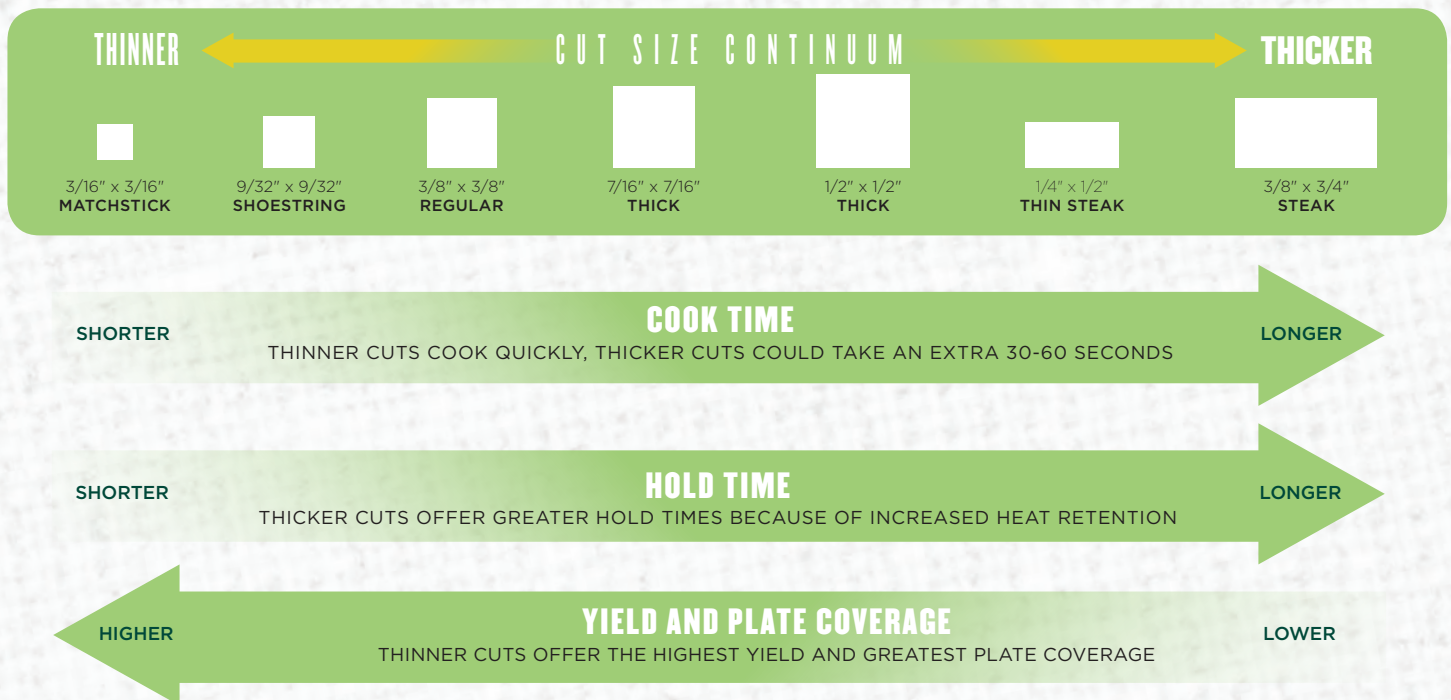 THINNER CUT SIZE CONTINUUM THICKER
3/16" x 3/16" 9/32" x 9/32" 3/8" x 3/8" 7/16" x 7/16" 1/2" x 1/2" 1/4" x 1/2" 3/8" x 3/4"
MATCHSTICK SHOESTRING REGULAR THICK THICK THIN STEAK STEAK
COOK TIME
SHORTER LONGER
THINNER CUTS COOK QUICKLY, THICKER CUTS COULD TAKE AN EXTRA 30-60 SECONDS
HOLD TIME
SHORTER LONGER
THICKER CUTS OFFER GREATER HOLD TIMES BECAUSE OF INCREASED HEAT RETENTION
YIELD AND PLATE COVERAGE
HIGHER LOWER
THINNER CUTS OFFER THE HIGHEST YIELD AND GREATEST PLATE COVERAGE